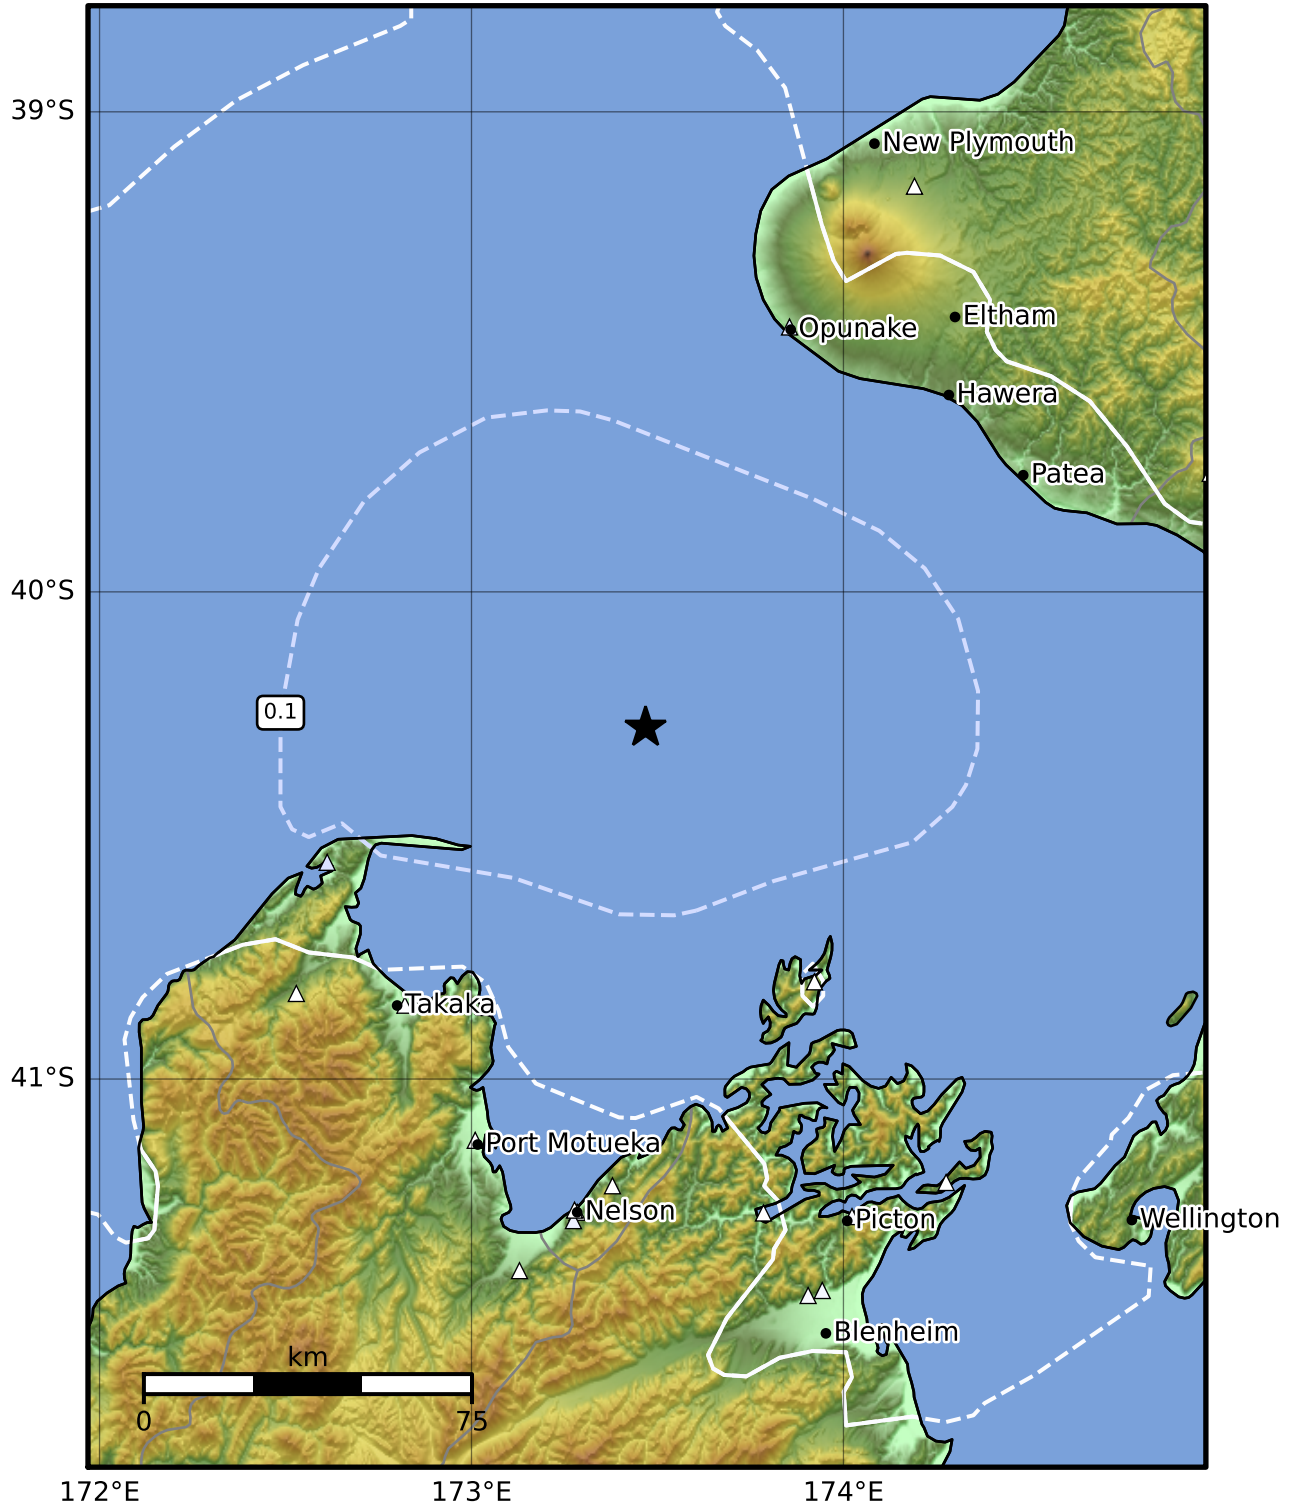 39°S
New Plymouth
Opunake
Eltham
Hawera
Patea
40°S
0.1
Takaka
41°S
Port Motueka
Nelson
Picton
Wellington
Blenheim
km
0 75
172°E 173°E 174°E